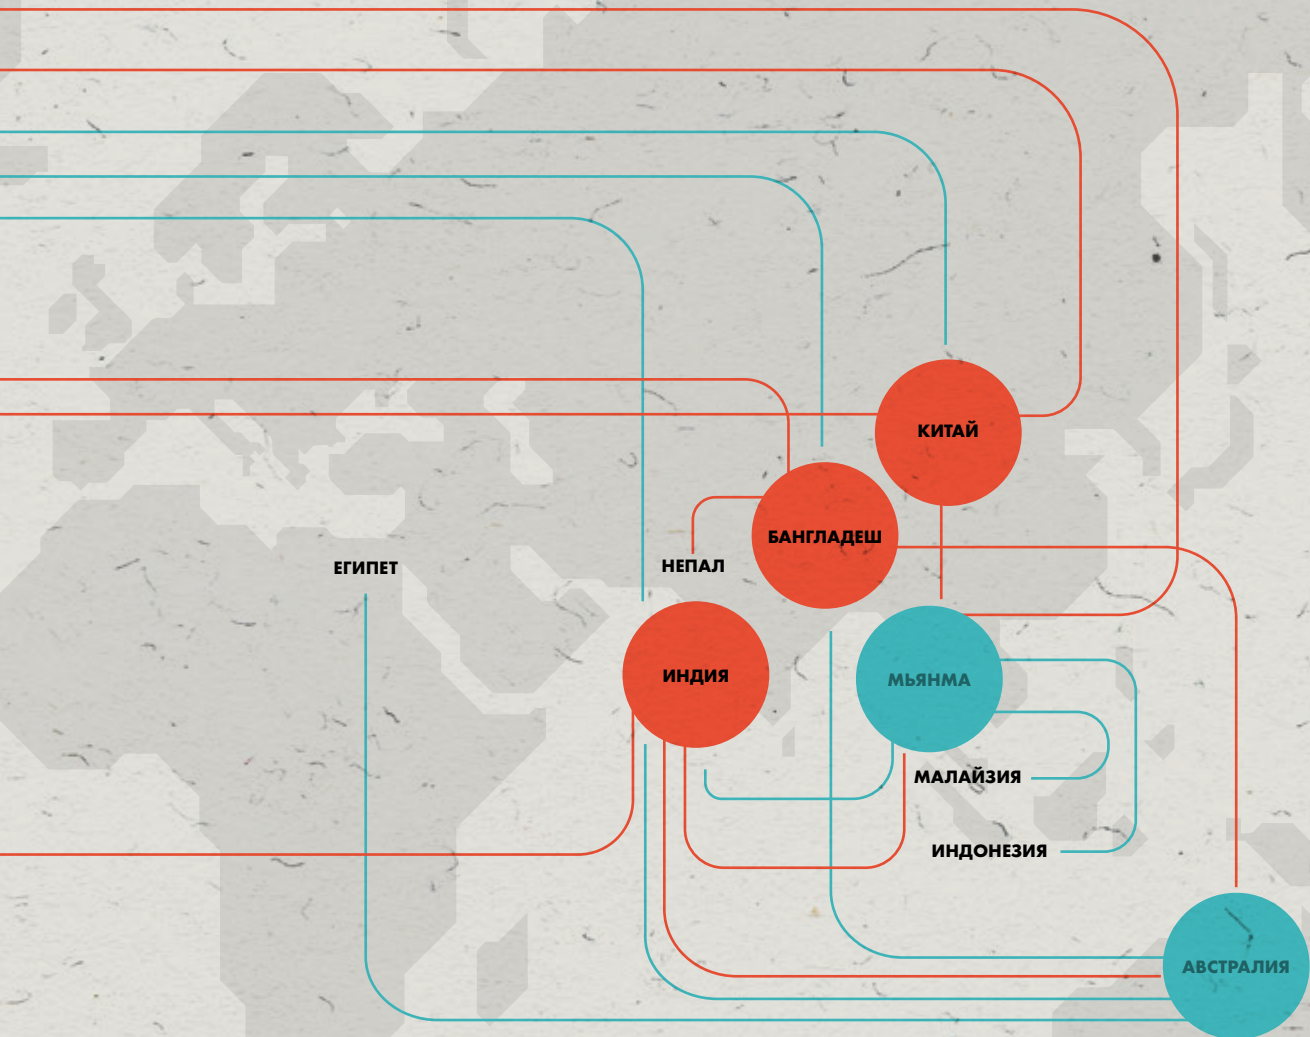 КИТАЙ
БАНГЛАДЕШ
ЕГИПЕТ
НЕПАЛ
ИНДИЯ
МЬЯНМА
МАЛАЙЗИЯ
ИНДОНЕЗИЯ
АВСТРАЛИЯ